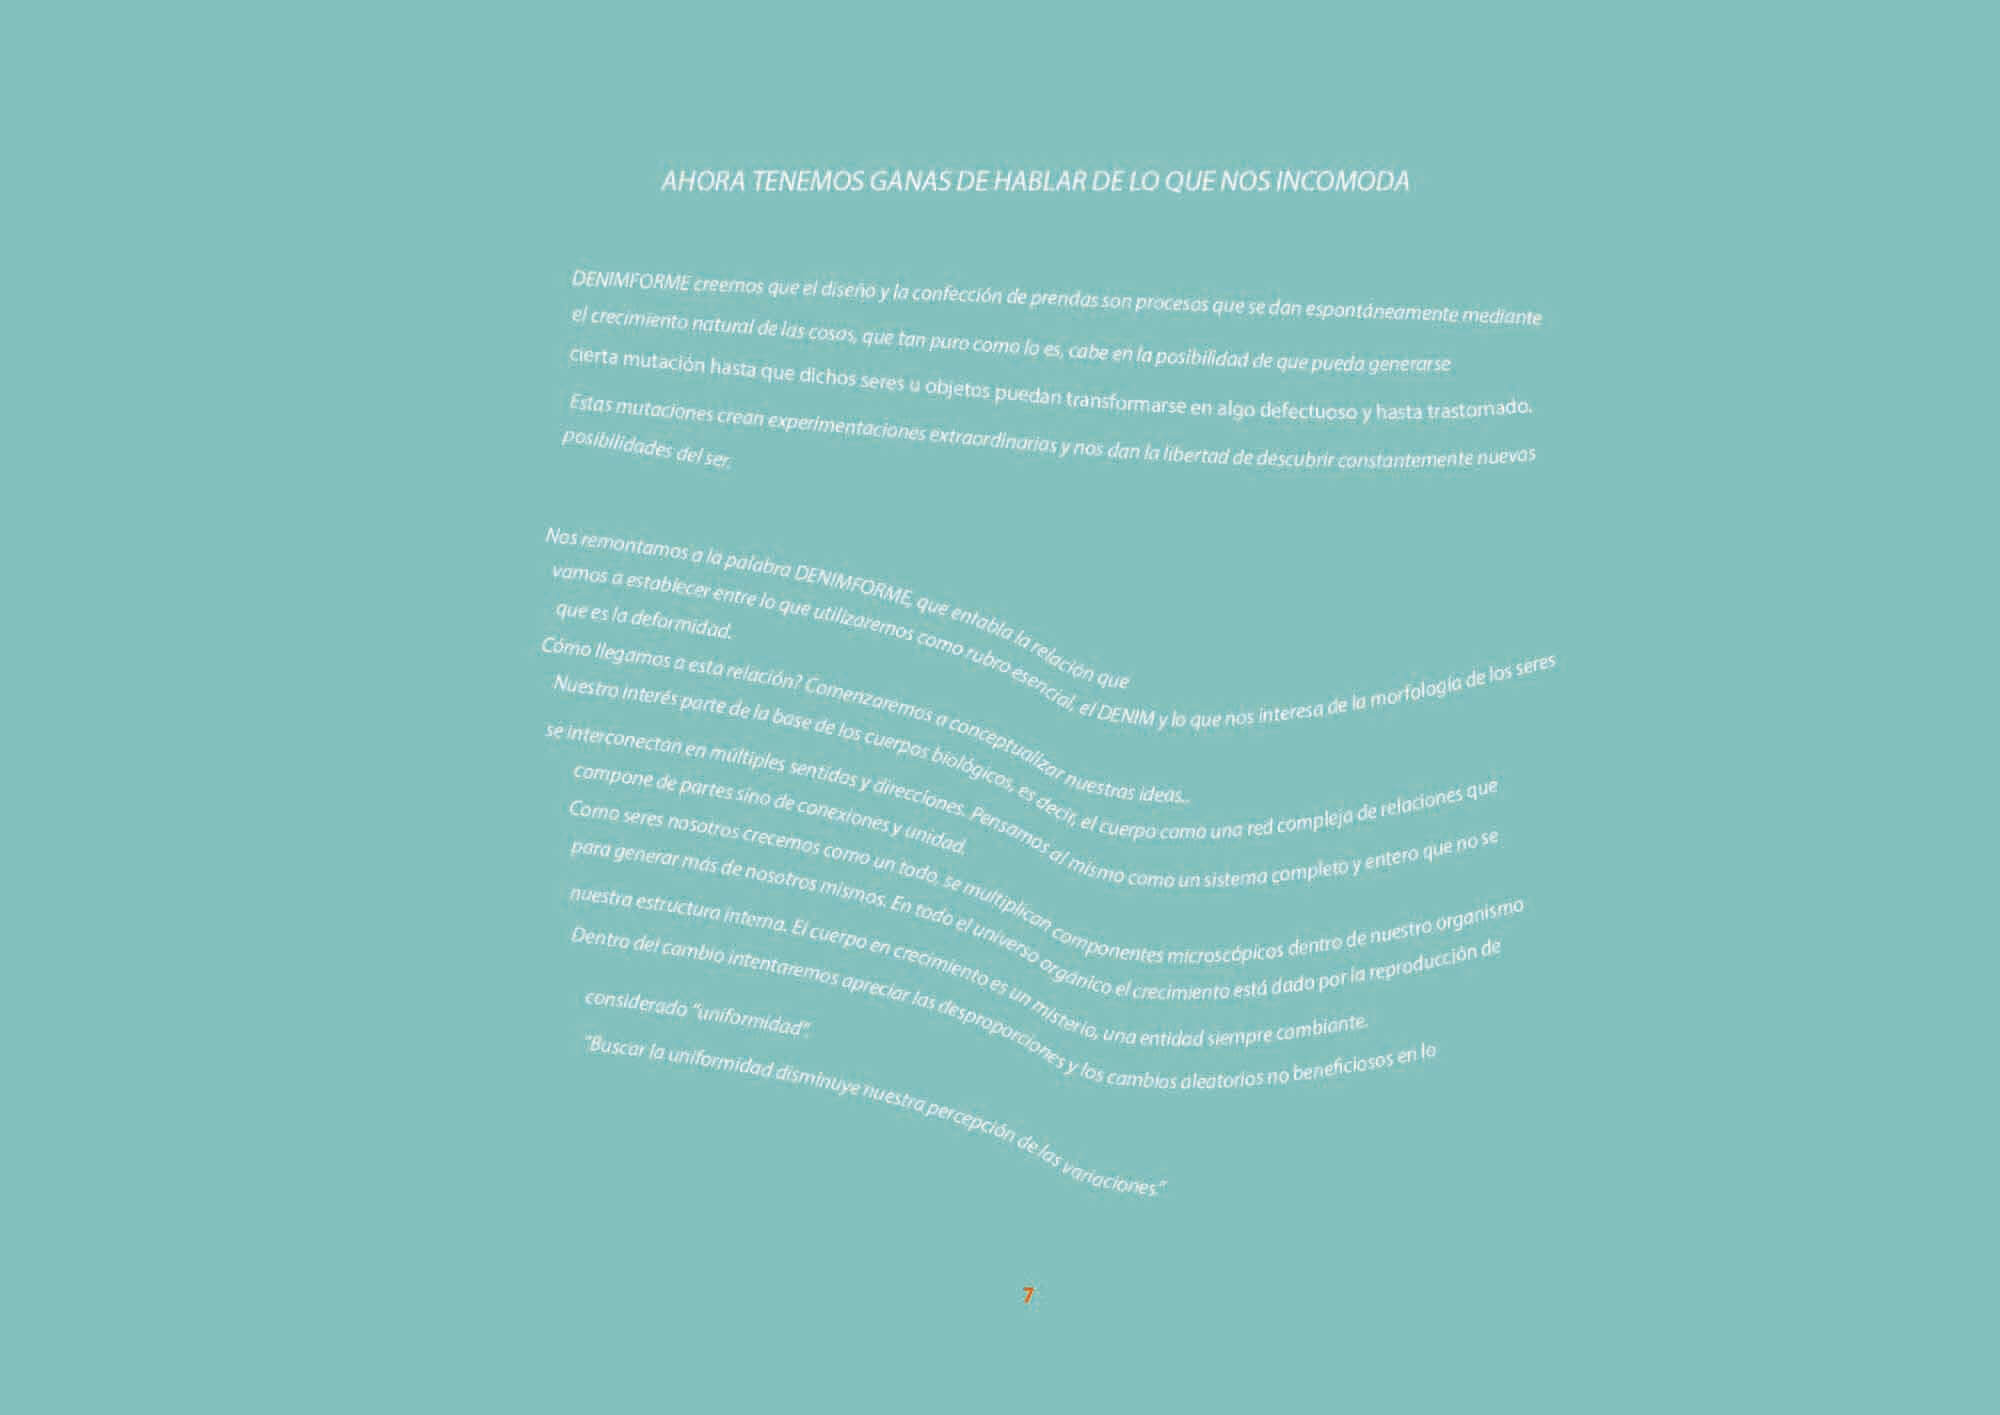 AHORA TENEMOS GANAS DE HABLAR DE LO QUE NOS INCOMODA
DENIMFORME creemos que el diseño y la confección de prendas son procesos que se dan espontáneamente mediante
el crecimiento natural de las cosas, que tan puro como lo es, cabe en la posibilidad de que pueda generarse
cierta mutación hasta que dichos seres u objetos puedan transformarse en algo defectuoso y hasta trastornado.
Estas mutaciones crean experimentaciones extraordinarias y nos dan la libertad de descubrir constantemente nuevas
posibilidades del ser.
Nos remontamos a la palabra DENIMFORME, que entabla la relación que
vamos a establecer entre lo que utilizaremos como rubro esencial, el DENIM y lo que nos interesa de la morfología de los seres
que es la deformidad.
Cómo llegamos a esta relación? Comenzaremos a conceptualizar nuestras ideas..
Nuestro interés parte de la base de los cuerpos biológicos, es decir, el cuerpo como una red compleja de relaciones que
se interconectan en múltiples sentidos y direcciones. Pensamos al mismo como un sistema completo y entero que no se
compone de partes sino de conexiones y unidad.
Como seres nosotros crecemos como un todo, se multiplican componentes microscópicos dentro de nuestro organismo
para generar más de nosotros mismos. En todo el universo orgánico el crecimiento está dado por la reproducción de
nuestra estructura interna. El cuerpo en crecimiento es un misterio, una entidad siempre cambiante.
Dentro del cambio intentaremos apreciar las desproporciones y los cambios aleatorios no beneficiosos en lo
considerado "uniformidad".
"Buscar la uniformidad disminuye nuestra percepción de las variaciones."
7